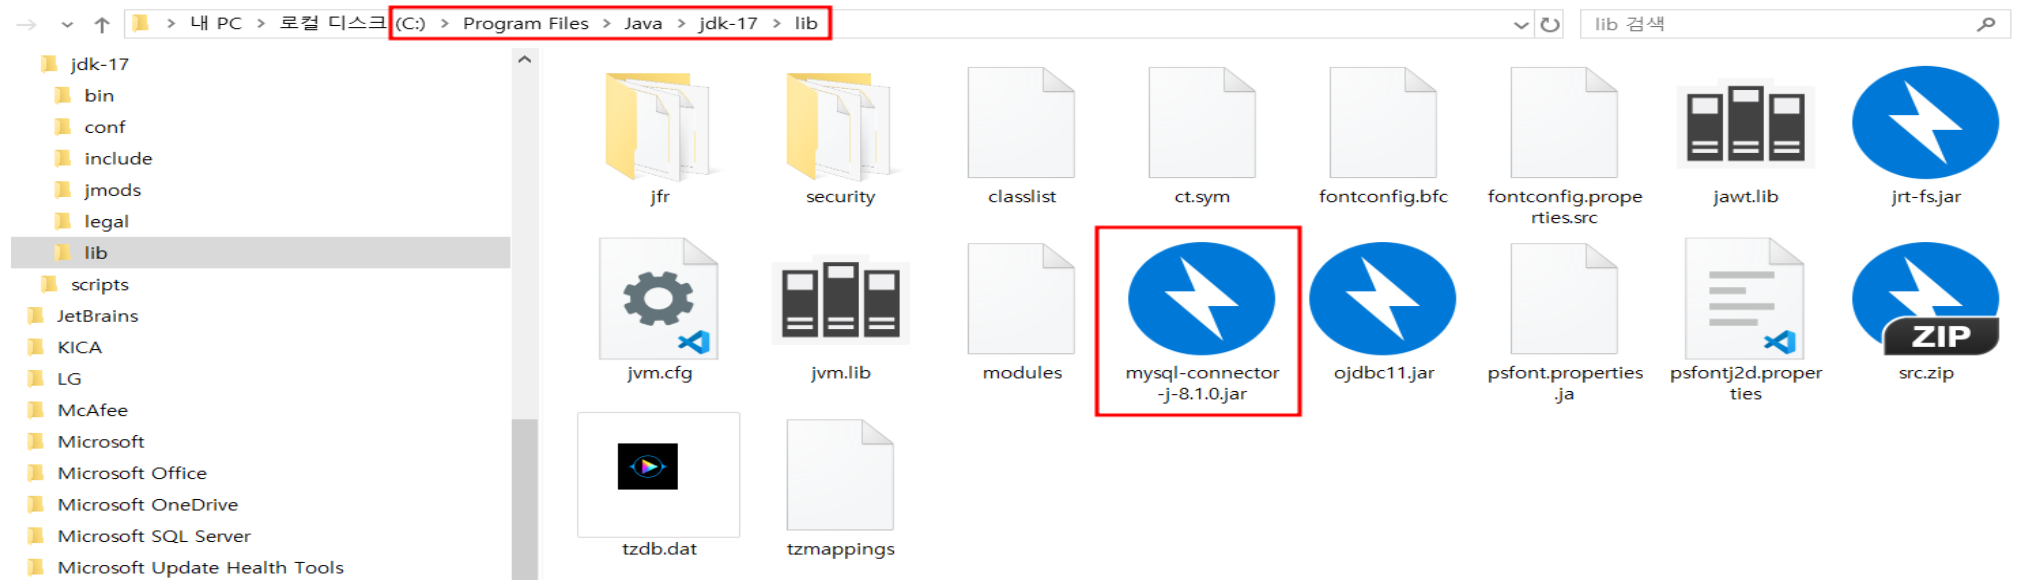 내 PC > 로컬 디스크 (C:) > Program Files > Java > jdk-17 > lib
lib 검색
jdk-17
bin
conf
include
jmods
legal
lib
scripts
JetBrains
KICA
LG
McAfee
Microsoft
Microsoft Office
Microsoft OneDrive
Microsoft SQL Server
Microsoft Update Health Tools
jfr
security
classlist
ct.sym
fontconfig.bfc
fontconfig.prope
rties.src
jawt.lib
jrt-fs.jar
jvm.cfg
jvm.lib
modules
mysql-connector
-j-8.1.0.jar
ojdbc11.jar
psfont.properties
.ja
psfontj2d.proper
ties
ZIP
src.zip
tzdb.dat
tzmappings